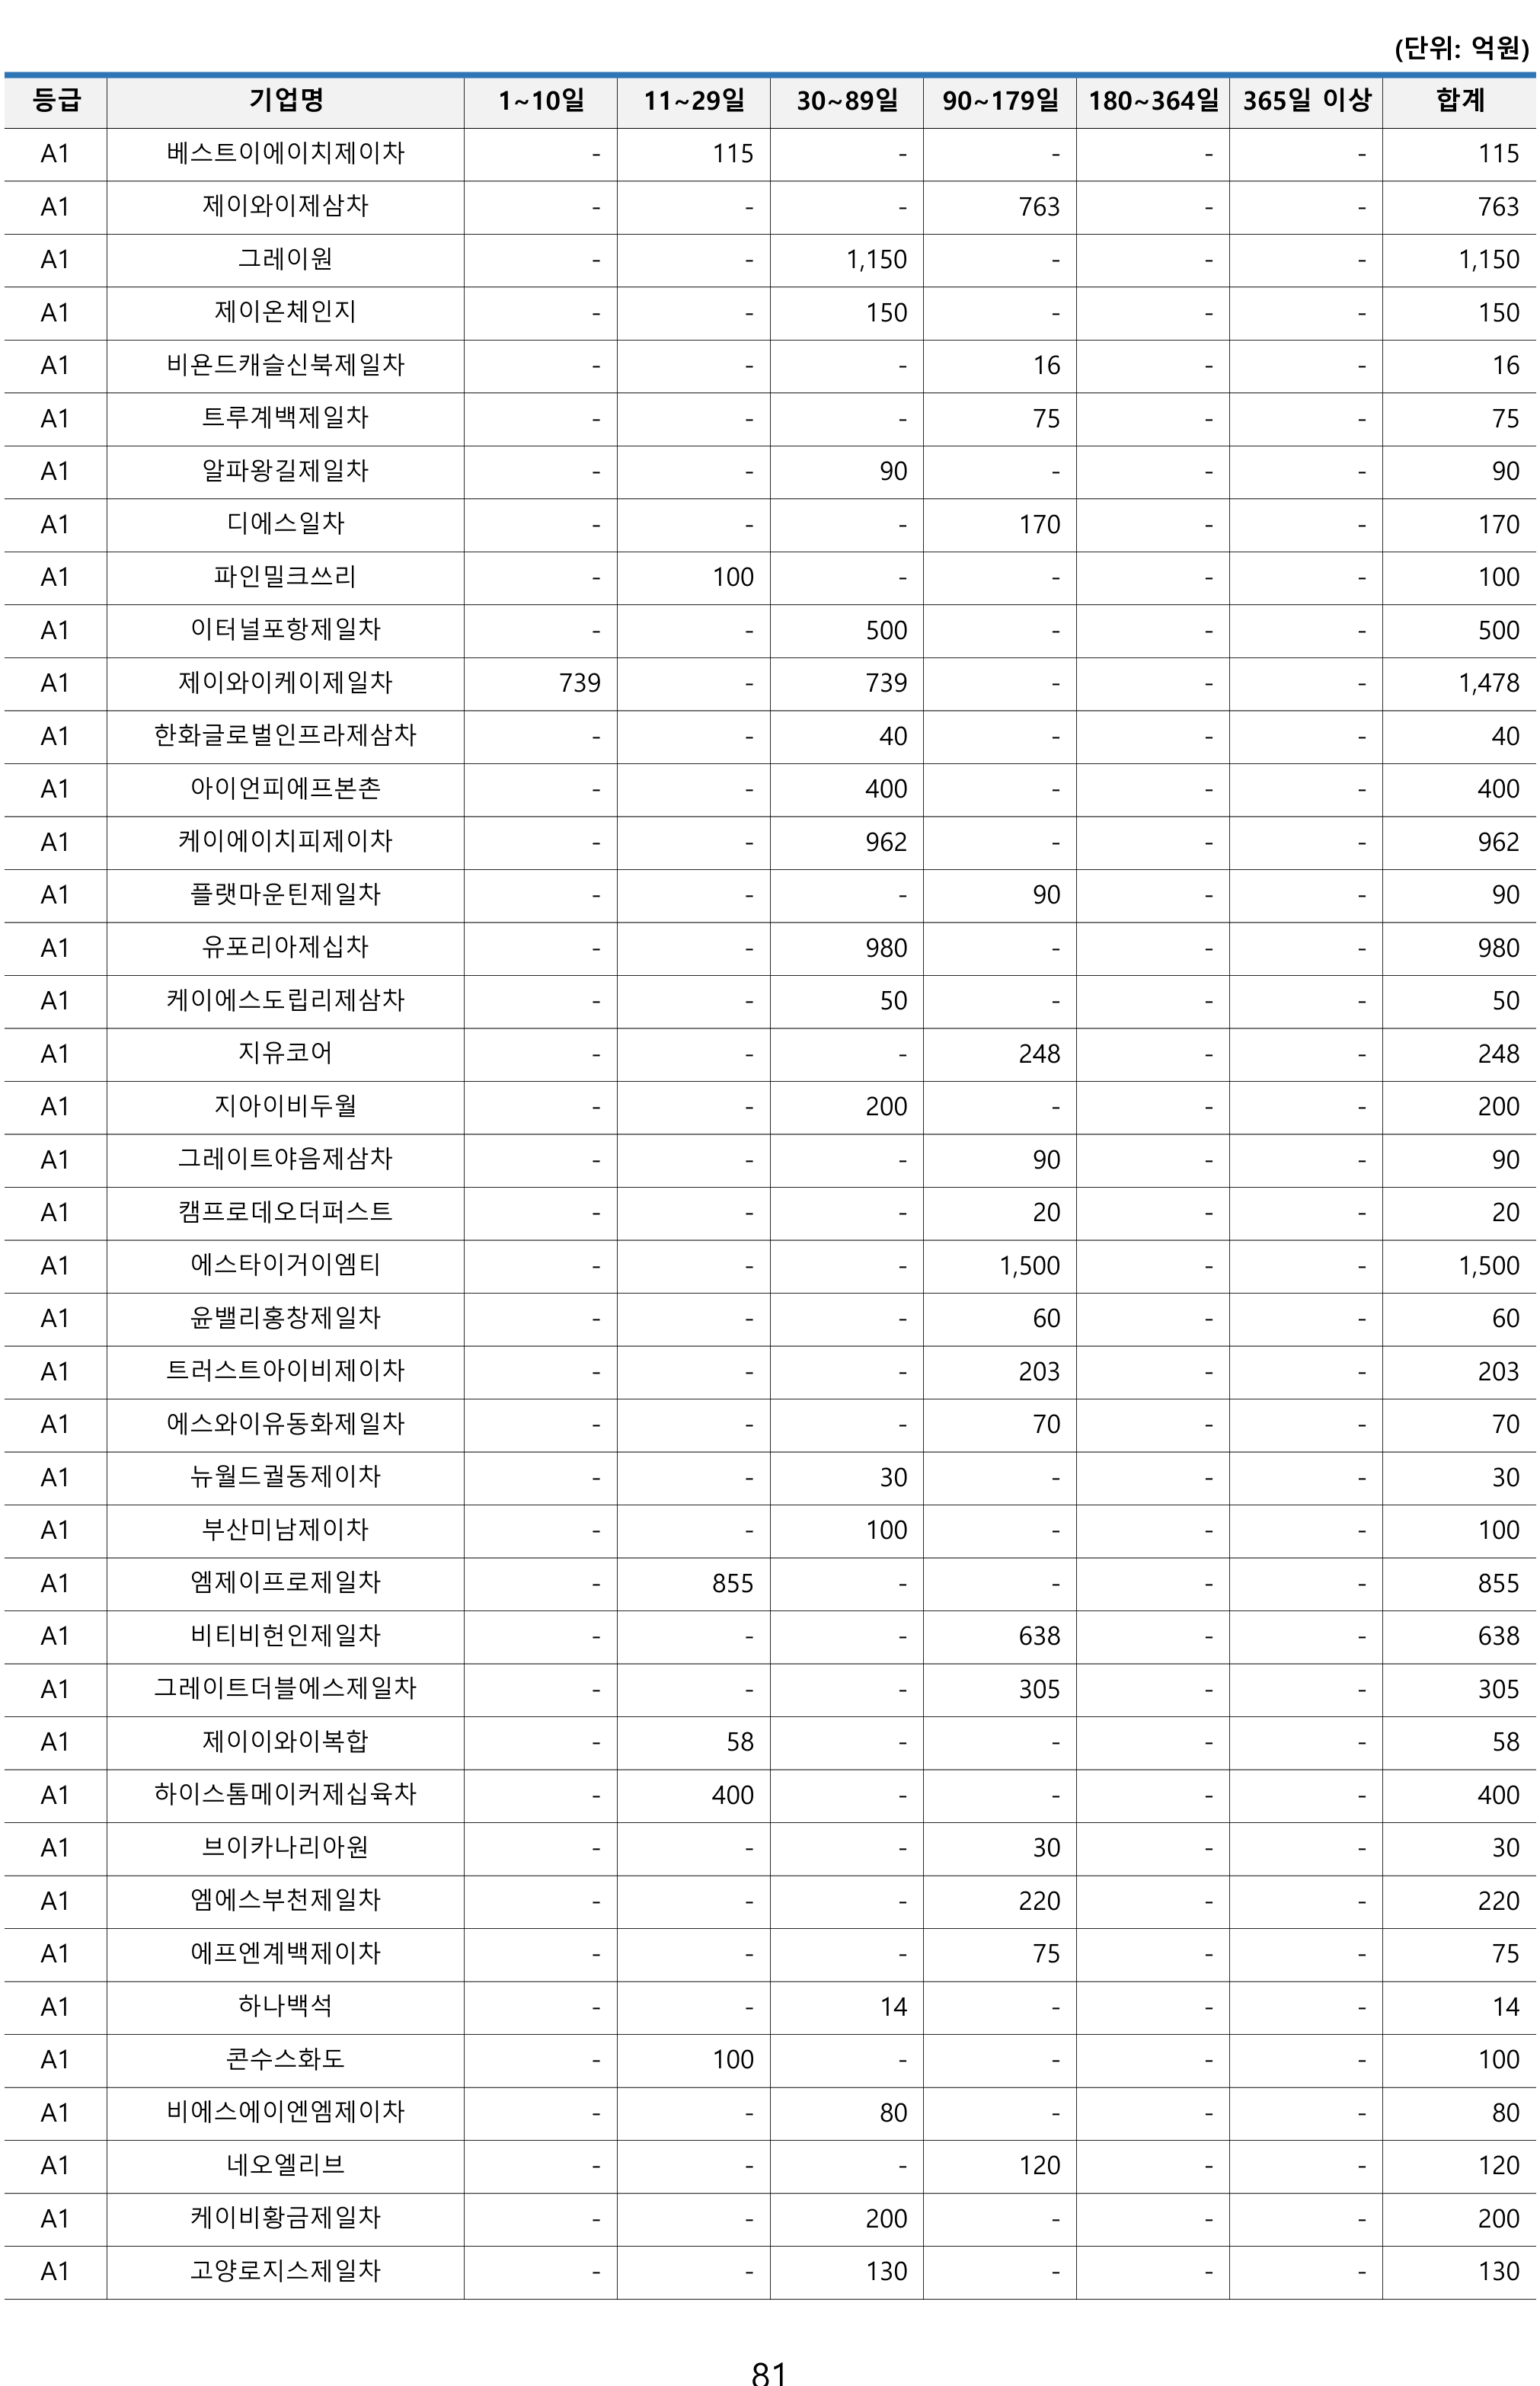 (단위: 억원)
등급 기업명 1~10일 11~29일 30~89일 90~179일 180~364일 365일 이상 합계
A1 베스트이에이치제이차 - 115 - - - - 115
A1 제이와이제삼차 - - - 763 - - 763
A1 그레이원 - - 1,150 - - - 1,150
A1 제이온체인지 - - 150 - - - 150
A1 비욘드캐슬신북제일차 - - - 16 - - 16
A1 트루계백제일차 - - - 75 - - 75
A1 알파왕길제일차 - - 90 - - - 90
A1 디에스일차 - - - 170 - - 170
A1 파인밀크쓰리 - 100 - - - - 100
A1 이터널포항제일차 - - 500 - - - 500
A1 제이와이케이제일차 739 - 739 - - - 1,478
A1 한화글로벌인프라제삼차 - - 40 - - - 40
A1 아이언피에프본촌 - - 400 - - - 400
A1 케이에이치피제이차 - - 962 - - - 962
A1 플랫마운틴제일차 - - - 90 - - 90
A1 유포리아제십차 - - 980 - - - 980
A1 케이에스도립리제삼차 - - 50 - - - 50
A1 지유코어 - - - 248 - - 248
A1 지아이비두월 - - 200 - - - 200
A1 그레이트야음제삼차 - - - 90 - - 90
A1 캠프로데오더퍼스트 - - - 20 - - 20
A1 에스타이거이엠티 - - - 1,500 - - 1,500
A1 윤밸리홍창제일차 - - - 60 - - 60
A1 트러스트아이비제이차 - - - 203 - - 203
A1 에스와이유동화제일차 - - - 70 - - 70
A1 뉴월드궐동제이차 - - 30 - - - 30
A1 부산미남제이차 - - 100 - - - 100
A1 엠제이프로제일차 - 855 - - - - 855
A1 비티비헌인제일차 - - - 638 - - 638
A1 그레이트더블에스제일차 - - - 305 - - 305
A1 제이이와이복합 - 58 - - - - 58
A1 하이스톰메이커제십육차 - 400 - - - - 400
A1 브이카나리아원 - - - 30 - - 30
A1 엠에스부천제일차 - - - 220 - - 220
A1 에프엔계백제이차 - - - 75 - - 75
A1 하나백석 - - 14 - - - 14
A1 콘수스화도 - 100 - - - - 100
A1 비에스에이엔엠제이차 - - 80 - - - 80
A1 네오엘리브 - - - 120 - - 120
A1 케이비황금제일차 - - 200 - - - 200
A1 고양로지스제일차 - - 130 - - - 130
81